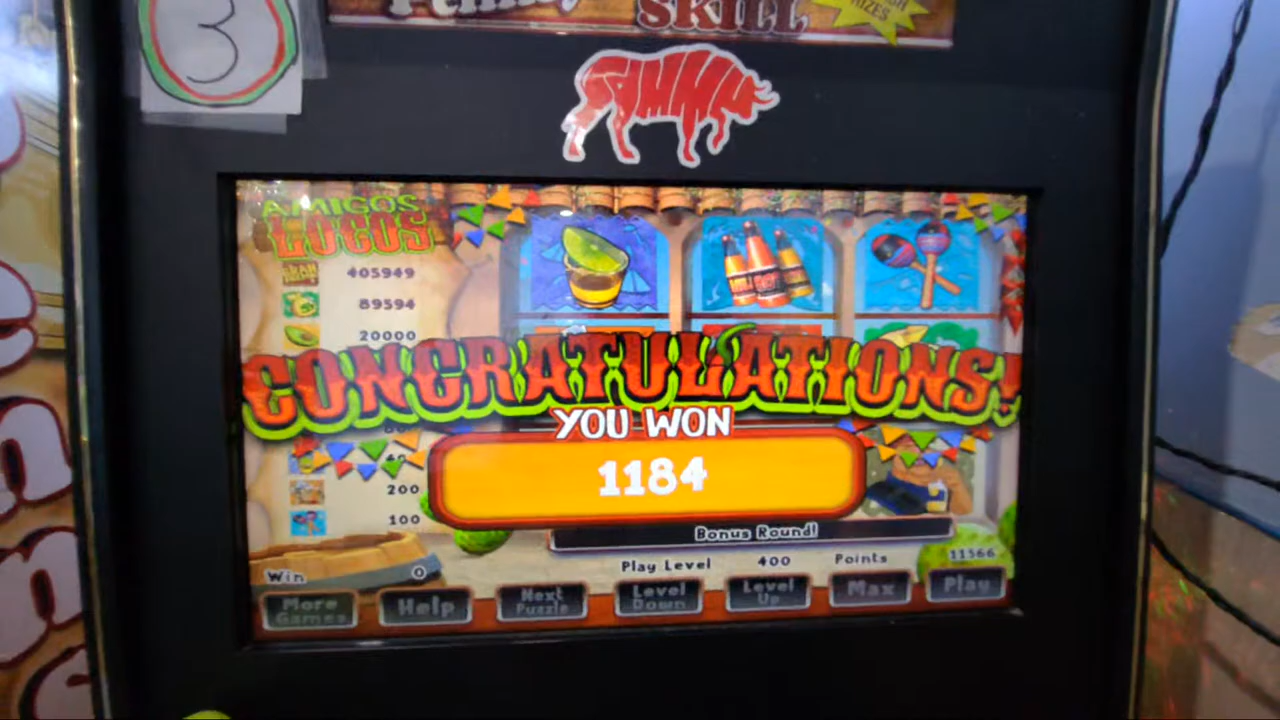 3
SKILL
AMIGOS
LOCOS
405949
89594
20000
CONGRATULATIONS!
YOU WON
1184
200
100
Bonus Round!
Win 0
Play Level 400 Points 11566
More Games
Help
Next Puzzle
Level Down
Level Up
Max
Play